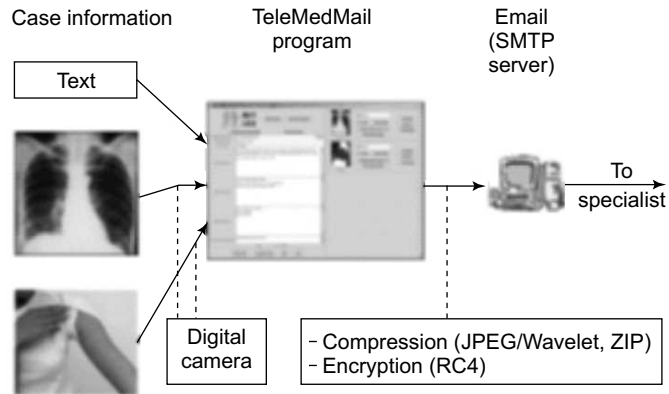 Case information
TeleMedMail
program
Email
(SMTP
server)
Text
To
specialist
Digital
camera
- Compression (JPEG/Wavelet, ZIP)
- Encryption (RC4)